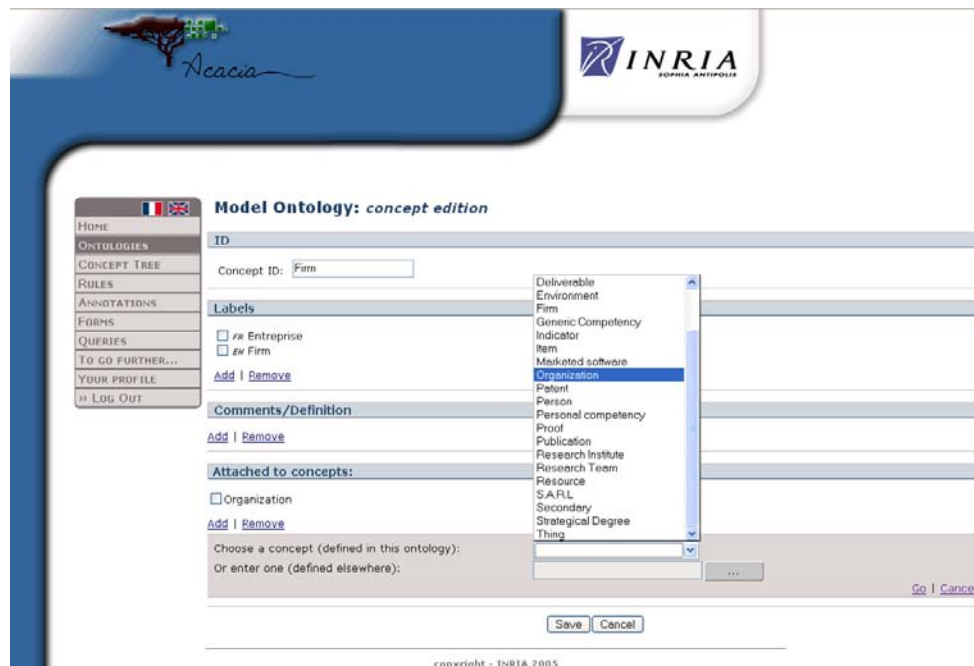 Acacia
INRIA
SOPHIA ANTIPOLIS
HOME
ONTOLOGIES
CONCEPT TREE
RULES
ANNOTATIONS
FORMS
QUERIES
TO GO FURTHER...
YOUR PROFILE
» LOG OUT
Model Ontology: concept edition
ID
Concept ID: Firm
Labels
FR Entreprise
EN Firm
Add | Remove
Comments/Definition
Add | Remove
Attached to concepts:
Organization
Add | Remove
Deliverable
Environment
Firm
Generic Competency
Indicator
Item
Marketed software
Organization
Patent
Person
Personal competency
Proof
Publication
Research Institute
Research Team
Resource
S.A.R.L
Secondary
Strategical Degree
Thing
Choose a concept (defined in this ontology):
Or enter one (defined elsewhere): ...
Go | Cance
Save Cancel
copyright - INRIA 2005